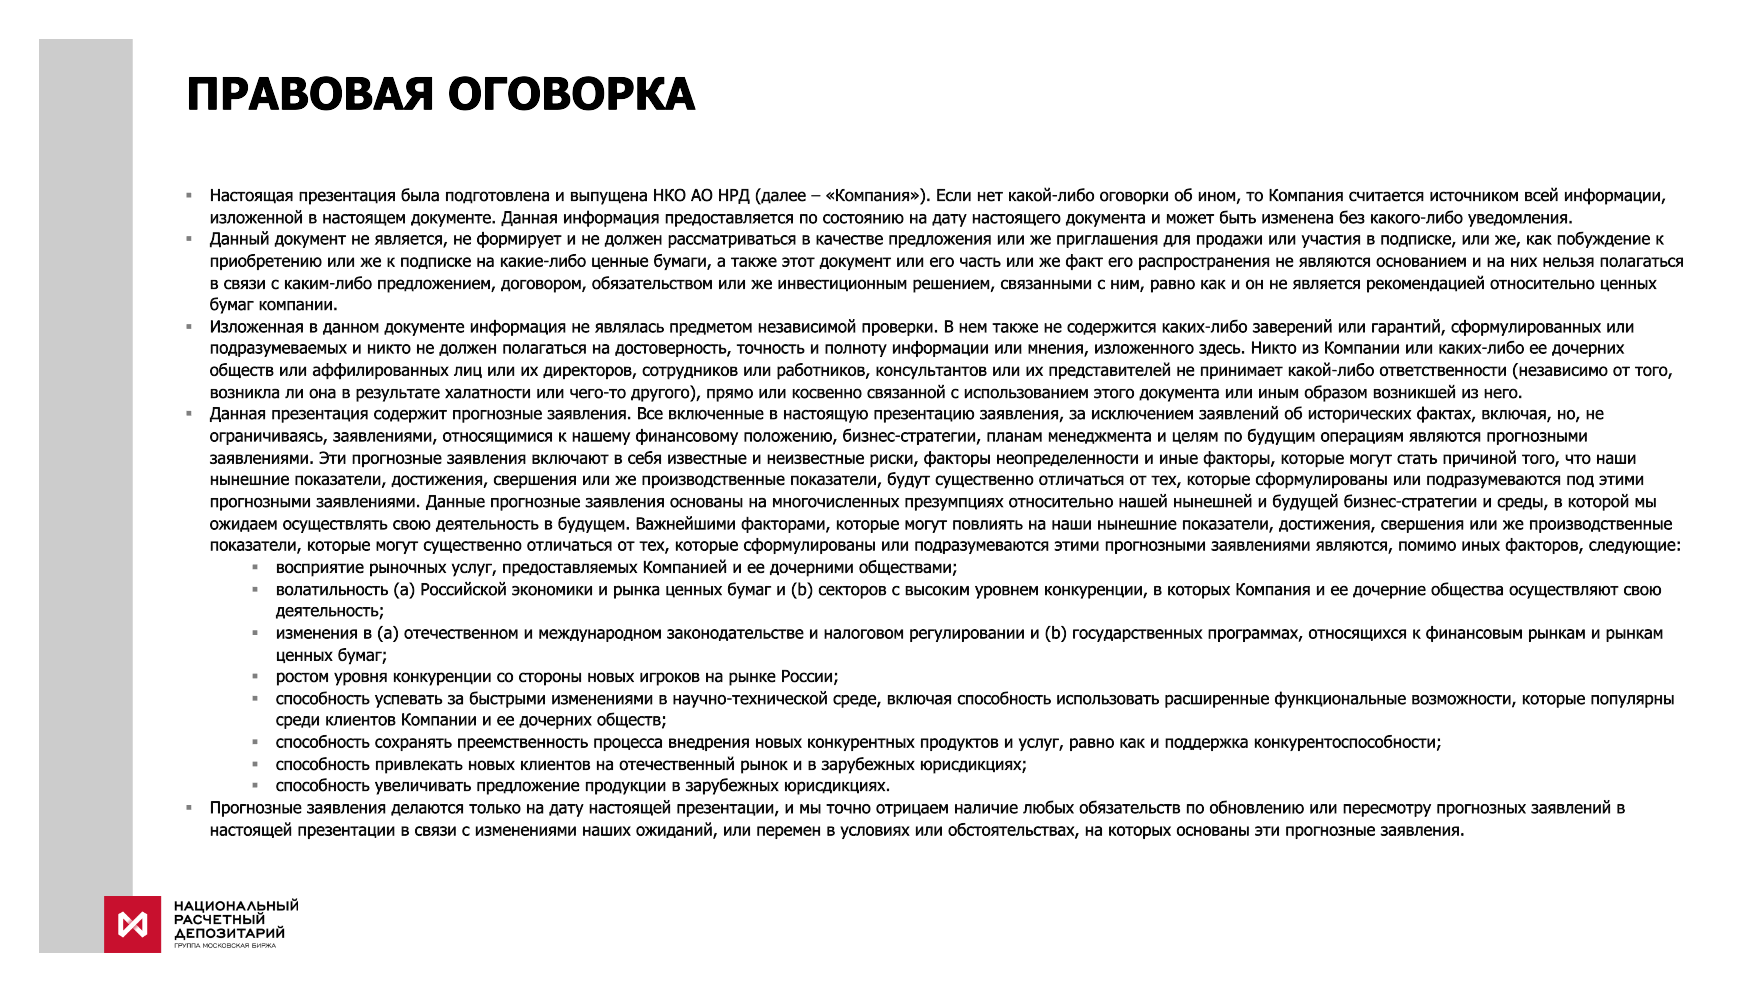 ПРАВОВАЯ ОГОВОРКА
▪ Настоящая презентация была подготовлена и выпущена НКО АО НРД (далее – «Компания»). Если нет какой-либо оговорки об ином, то Компания считается источником всей информации,
изложенной в настоящем документе. Данная информация предоставляется по состоянию на дату настоящего документа и может быть изменена без какого-либо уведомления.
▪ Данный документ не является, не формирует и не должен рассматриваться в качестве предложения или же приглашения для продажи или участия в подписке, или же, как побуждение к
приобретению или же к подписке на какие-либо ценные бумаги, а также этот документ или его часть или же факт его распространения не являются основанием и на них нельзя полагаться
в связи с каким-либо предложением, договором, обязательством или же инвестиционным решением, связанными с ним, равно как и он не является рекомендацией относительно ценных
бумаг компании.
▪ Изложенная в данном документе информация не являлась предметом независимой проверки. В нем также не содержится каких-либо заверений или гарантий, сформулированных или
подразумеваемых и никто не должен полагаться на достоверность, точность и полноту информации или мнения, изложенного здесь. Никто из Компании или каких-либо ее дочерних
обществ или аффилированных лиц или их директоров, сотрудников или работников, консультантов или их представителей не принимает какой-либо ответственности (независимо от того,
возникла ли она в результате халатности или чего-то другого), прямо или косвенно связанной с использованием этого документа или иным образом возникшей из него.
▪ Данная презентация содержит прогнозные заявления. Все включенные в настоящую презентацию заявления, за исключением заявлений об исторических фактах, включая, но, не
ограничиваясь, заявлениями, относящимися к нашему финансовому положению, бизнес-стратегии, планам менеджмента и целям по будущим операциям являются прогнозными
заявлениями. Эти прогнозные заявления включают в себя известные и неизвестные риски, факторы неопределенности и иные факторы, которые могут стать причиной того, что наши
нынешние показатели, достижения, свершения или же производственные показатели, будут существенно отличаться от тех, которые сформулированы или подразумеваются под этими
прогнозными заявлениями. Данные прогнозные заявления основаны на многочисленных презумпциях относительно нашей нынешней и будущей бизнес-стратегии и среды, в которой мы
ожидаем осуществлять свою деятельность в будущем. Важнейшими факторами, которые могут повлиять на наши нынешние показатели, достижения, свершения или же производственные
показатели, которые могут существенно отличаться от тех, которые сформулированы или подразумеваются этими прогнозными заявлениями являются, помимо иных факторов, следующие:
▪ восприятие рыночных услуг, предоставляемых Компанией и ее дочерними обществами;
▪ волатильность (a) Российской экономики и рынка ценных бумаг и (b) секторов с высоким уровнем конкуренции, в которых Компания и ее дочерние общества осуществляют свою
деятельность;
▪ изменения в (a) отечественном и международном законодательстве и налоговом регулировании и (b) государственных программах, относящихся к финансовым рынкам и рынкам
ценных бумаг;
▪ ростом уровня конкуренции со стороны новых игроков на рынке России;
▪ способность успевать за быстрыми изменениями в научно-технической среде, включая способность использовать расширенные функциональные возможности, которые популярны
среди клиентов Компании и ее дочерних обществ;
▪ способность сохранять преемственность процесса внедрения новых конкурентных продуктов и услуг, равно как и поддержка конкурентоспособности;
▪ способность привлекать новых клиентов на отечественный рынок и в зарубежных юрисдикциях;
▪ способность увеличивать предложение продукции в зарубежных юрисдикциях.
▪ Прогнозные заявления делаются только на дату настоящей презентации, и мы точно отрицаем наличие любых обязательств по обновлению или пересмотру прогнозных заявлений в
настоящей презентации в связи с изменениями наших ожиданий, или перемен в условиях или обстоятельствах, на которых основаны эти прогнозные заявления.
НАЦИОНАЛЬНЫЙ
РАСЧЕТНЫЙ
ДЕПОЗИТАРИЙ
ГРУППА МОСКОВСКАЯ БИРЖА